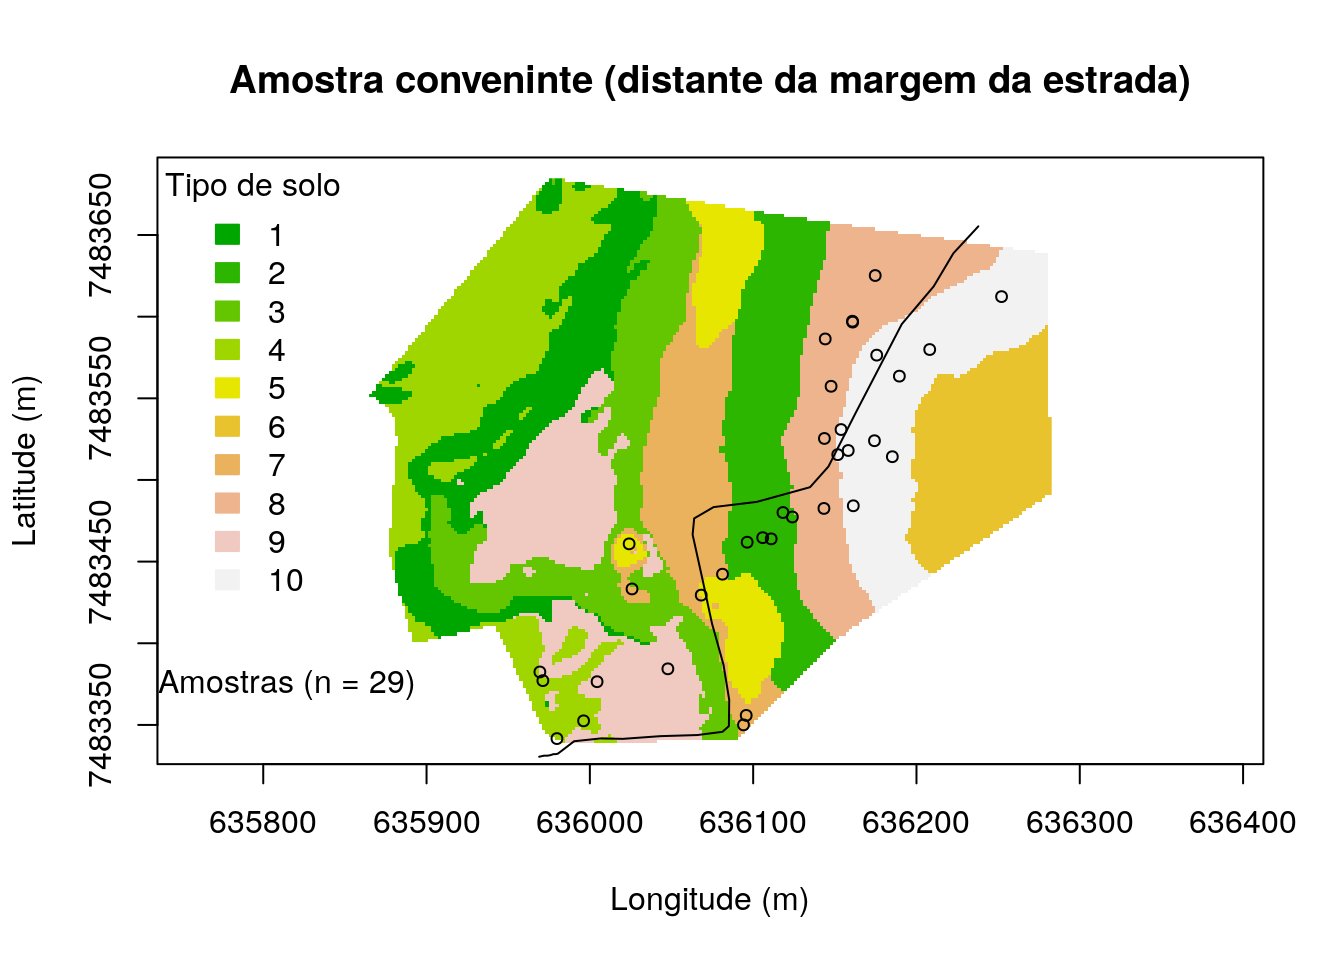 Amostra conveninte (distante da margem da estrada)
Tipo de solo
1
2
3
4
5
6
7
8
9
10
Amostras (n = 29)
Latitude (m)
7483650
7483550
7483450
7483350
635800 635900 636000 636100 636200 636300 636400
Longitude (m)